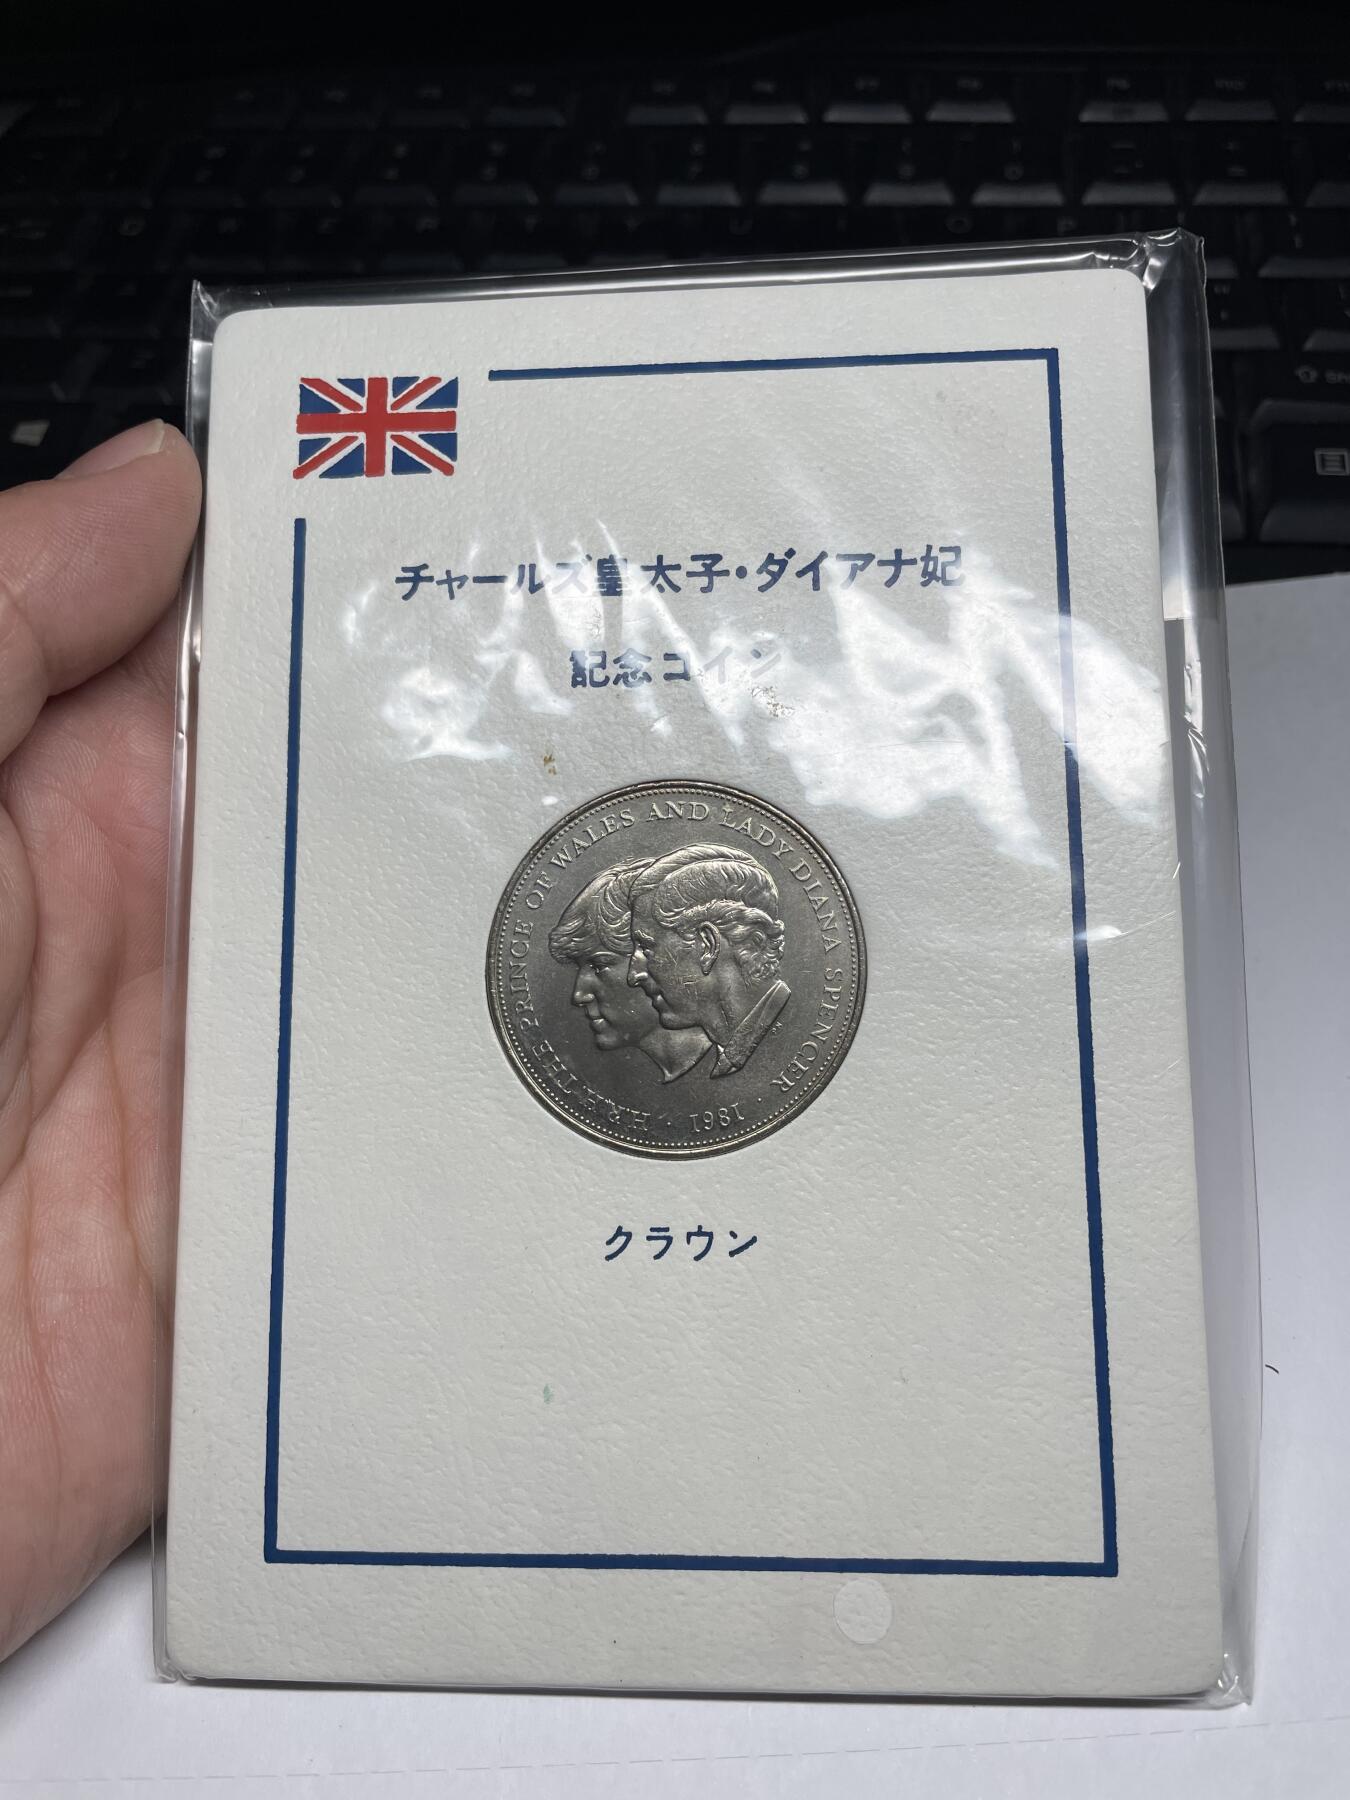 チャールズ皇太子・ダイアナ妃
記念コイン
H.R.H. THE PRINCE OF WALES AND LADY DIANA SPENCER · 1981 ·
クラウン